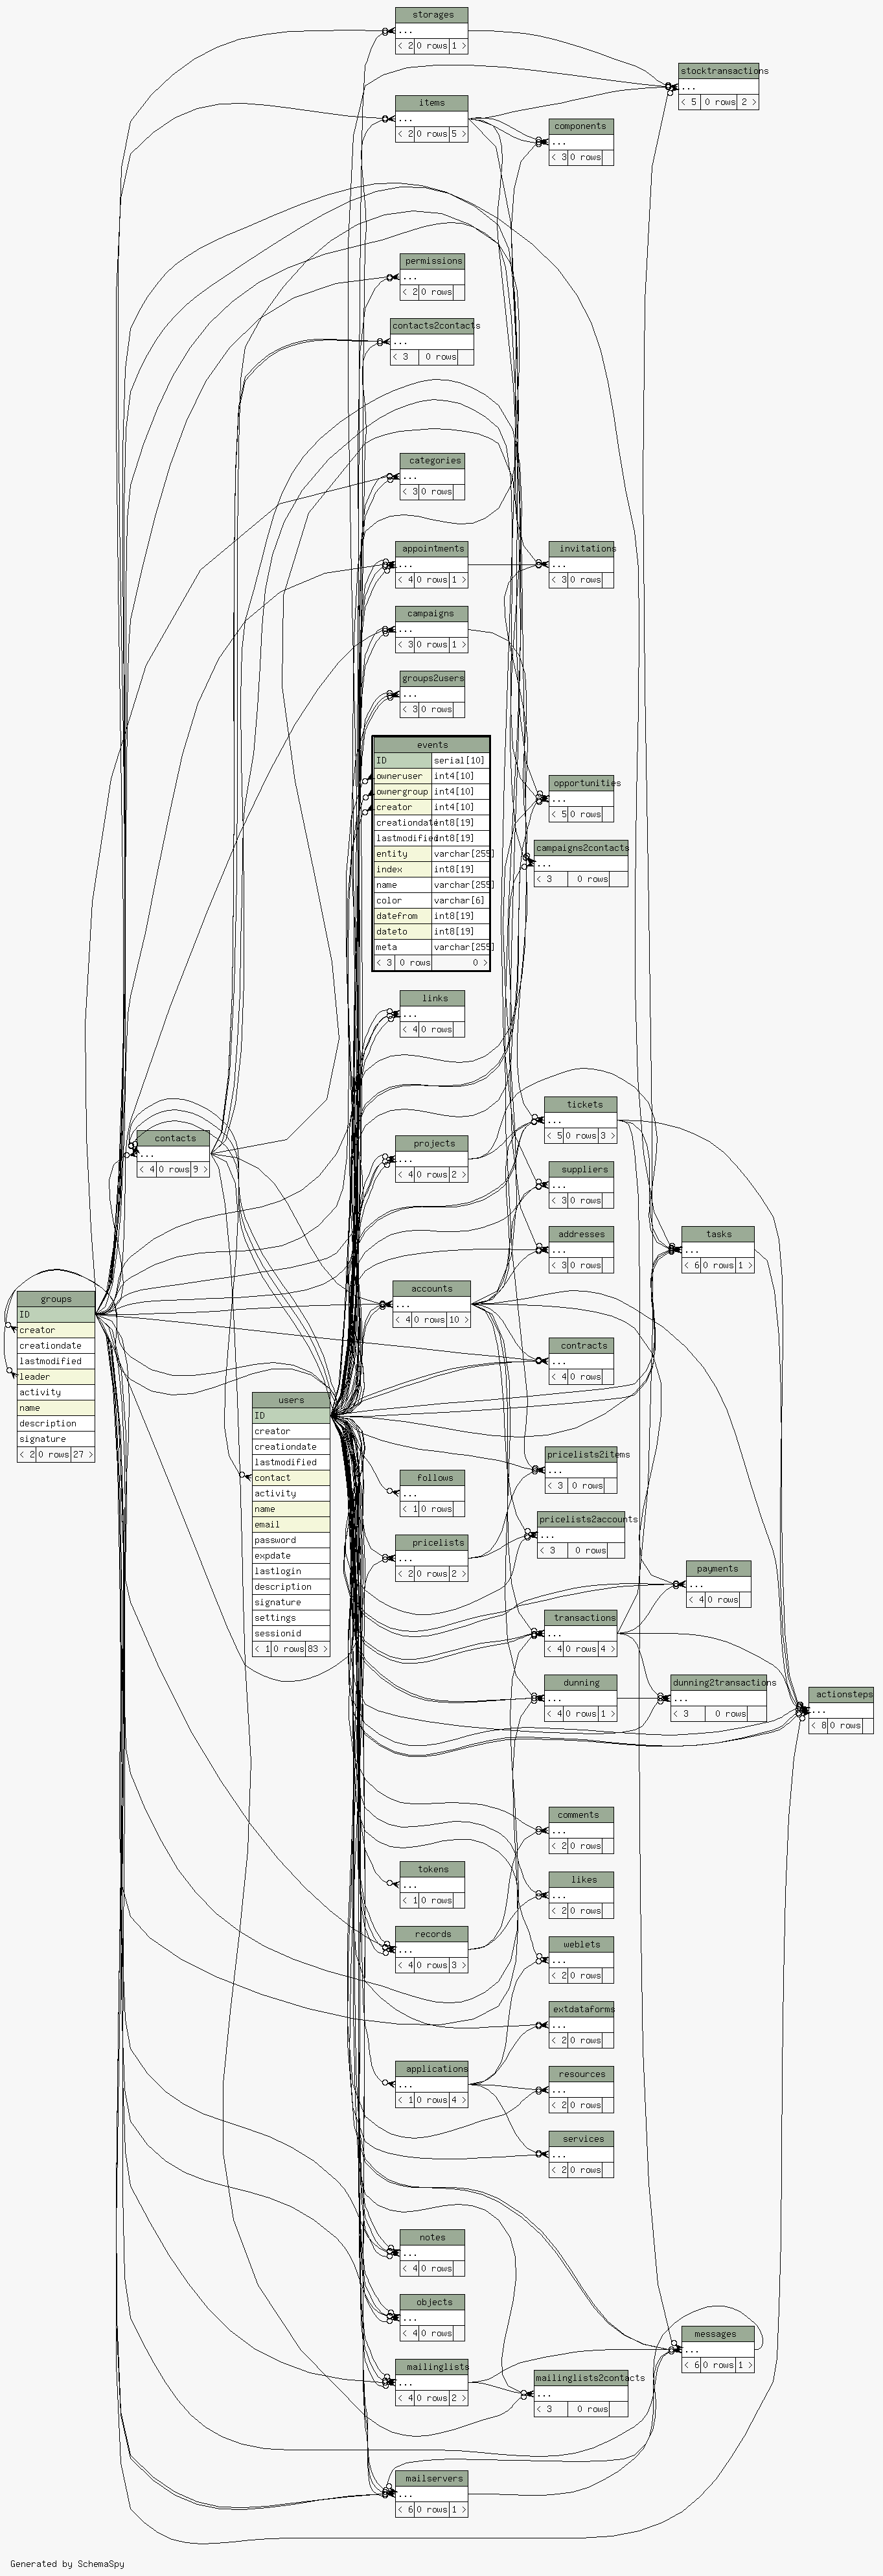 storages
...
< 2 0 rows 1 >
stocktransactions
...
< 5 0 rows 2 >
items
...
< 2 0 rows 5 >
components
...
< 3 0 rows
permissions
...
< 2 0 rows
contacts2contacts
...
< 3 0 rows
categories
...
< 3 0 rows
appointments
...
< 4 0 rows 1 >
invitations
...
< 3 0 rows
campaigns
...
< 3 0 rows 1 >
groups2users
...
< 3 0 rows
events
ID serial[10]
owneruser int4[10]
ownergroup int4[10]
creator int4[10]
creationdate int8[19]
lastmodified int8[19]
entity varchar[255]
index int8[19]
name varchar[255]
color varchar[6]
datefrom int8[19]
dateto int8[19]
meta varchar[255]
< 3 0 rows 0 >
opportunities
...
< 5 0 rows
campaigns2contacts
...
< 3 0 rows
links
...
< 4 0 rows
tickets
...
< 5 0 rows 3 >
contacts
...
< 4 0 rows 9 >
projects
...
< 4 0 rows 2 >
suppliers
...
< 3 0 rows
addresses
...
< 3 0 rows
tasks
...
< 6 0 rows 1 >
groups
ID
creator
creationdate
lastmodified
leader
activity
name
description
signature
< 2 0 rows 27 >
accounts
...
< 4 0 rows 10 >
contracts
...
< 4 0 rows
users
ID
creator
creationdate
lastmodified
contact
activity
name
email
password
expdate
lastlogin
description
signature
settings
sessionid
< 1 0 rows 83 >
pricelists2items
...
< 3 0 rows
follows
...
< 1 0 rows
pricelists2accounts
...
< 3 0 rows
pricelists
...
< 2 0 rows 2 >
payments
...
< 4 0 rows
transactions
...
< 4 0 rows 4 >
dunning
...
< 4 0 rows 1 >
dunning2transactions
...
< 3 0 rows
actionsteps
...
< 8 0 rows
comments
...
< 2 0 rows
tokens
...
< 1 0 rows
likes
...
< 2 0 rows
records
...
< 4 0 rows 3 >
weblets
...
< 2 0 rows
extdataforms
...
< 2 0 rows
applications
...
< 1 0 rows 4 >
resources
...
< 2 0 rows
services
...
< 2 0 rows
notes
...
< 4 0 rows
objects
...
< 4 0 rows
messages
...
< 6 0 rows 1 >
mailinglists
...
< 4 0 rows 2 >
mailinglists2contacts
...
< 3 0 rows
mailservers
...
< 6 0 rows 1 >
Generated by SchemaSpy